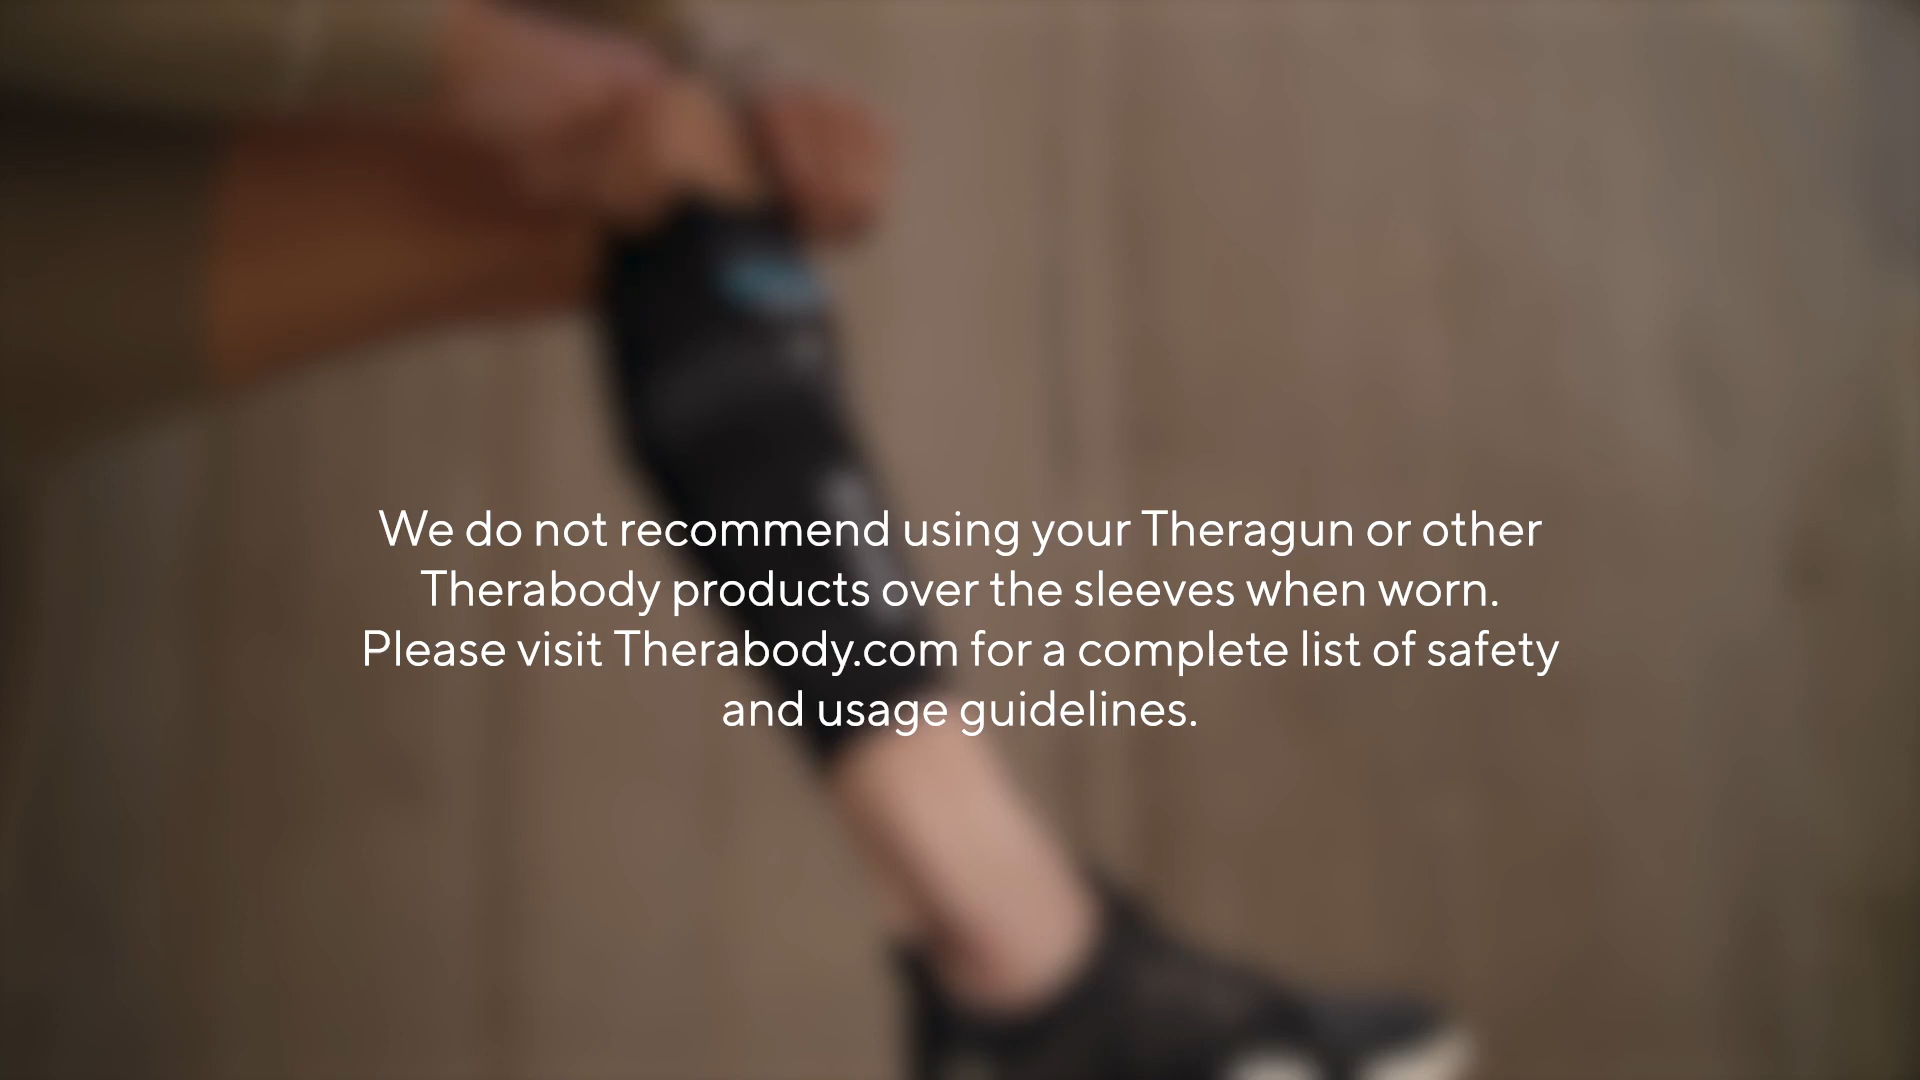 We do not recommend using your Theragun or other
Therabody products over the sleeves when worn.
Please visit Therabody.com for a complete list of safety
and usage guidelines.